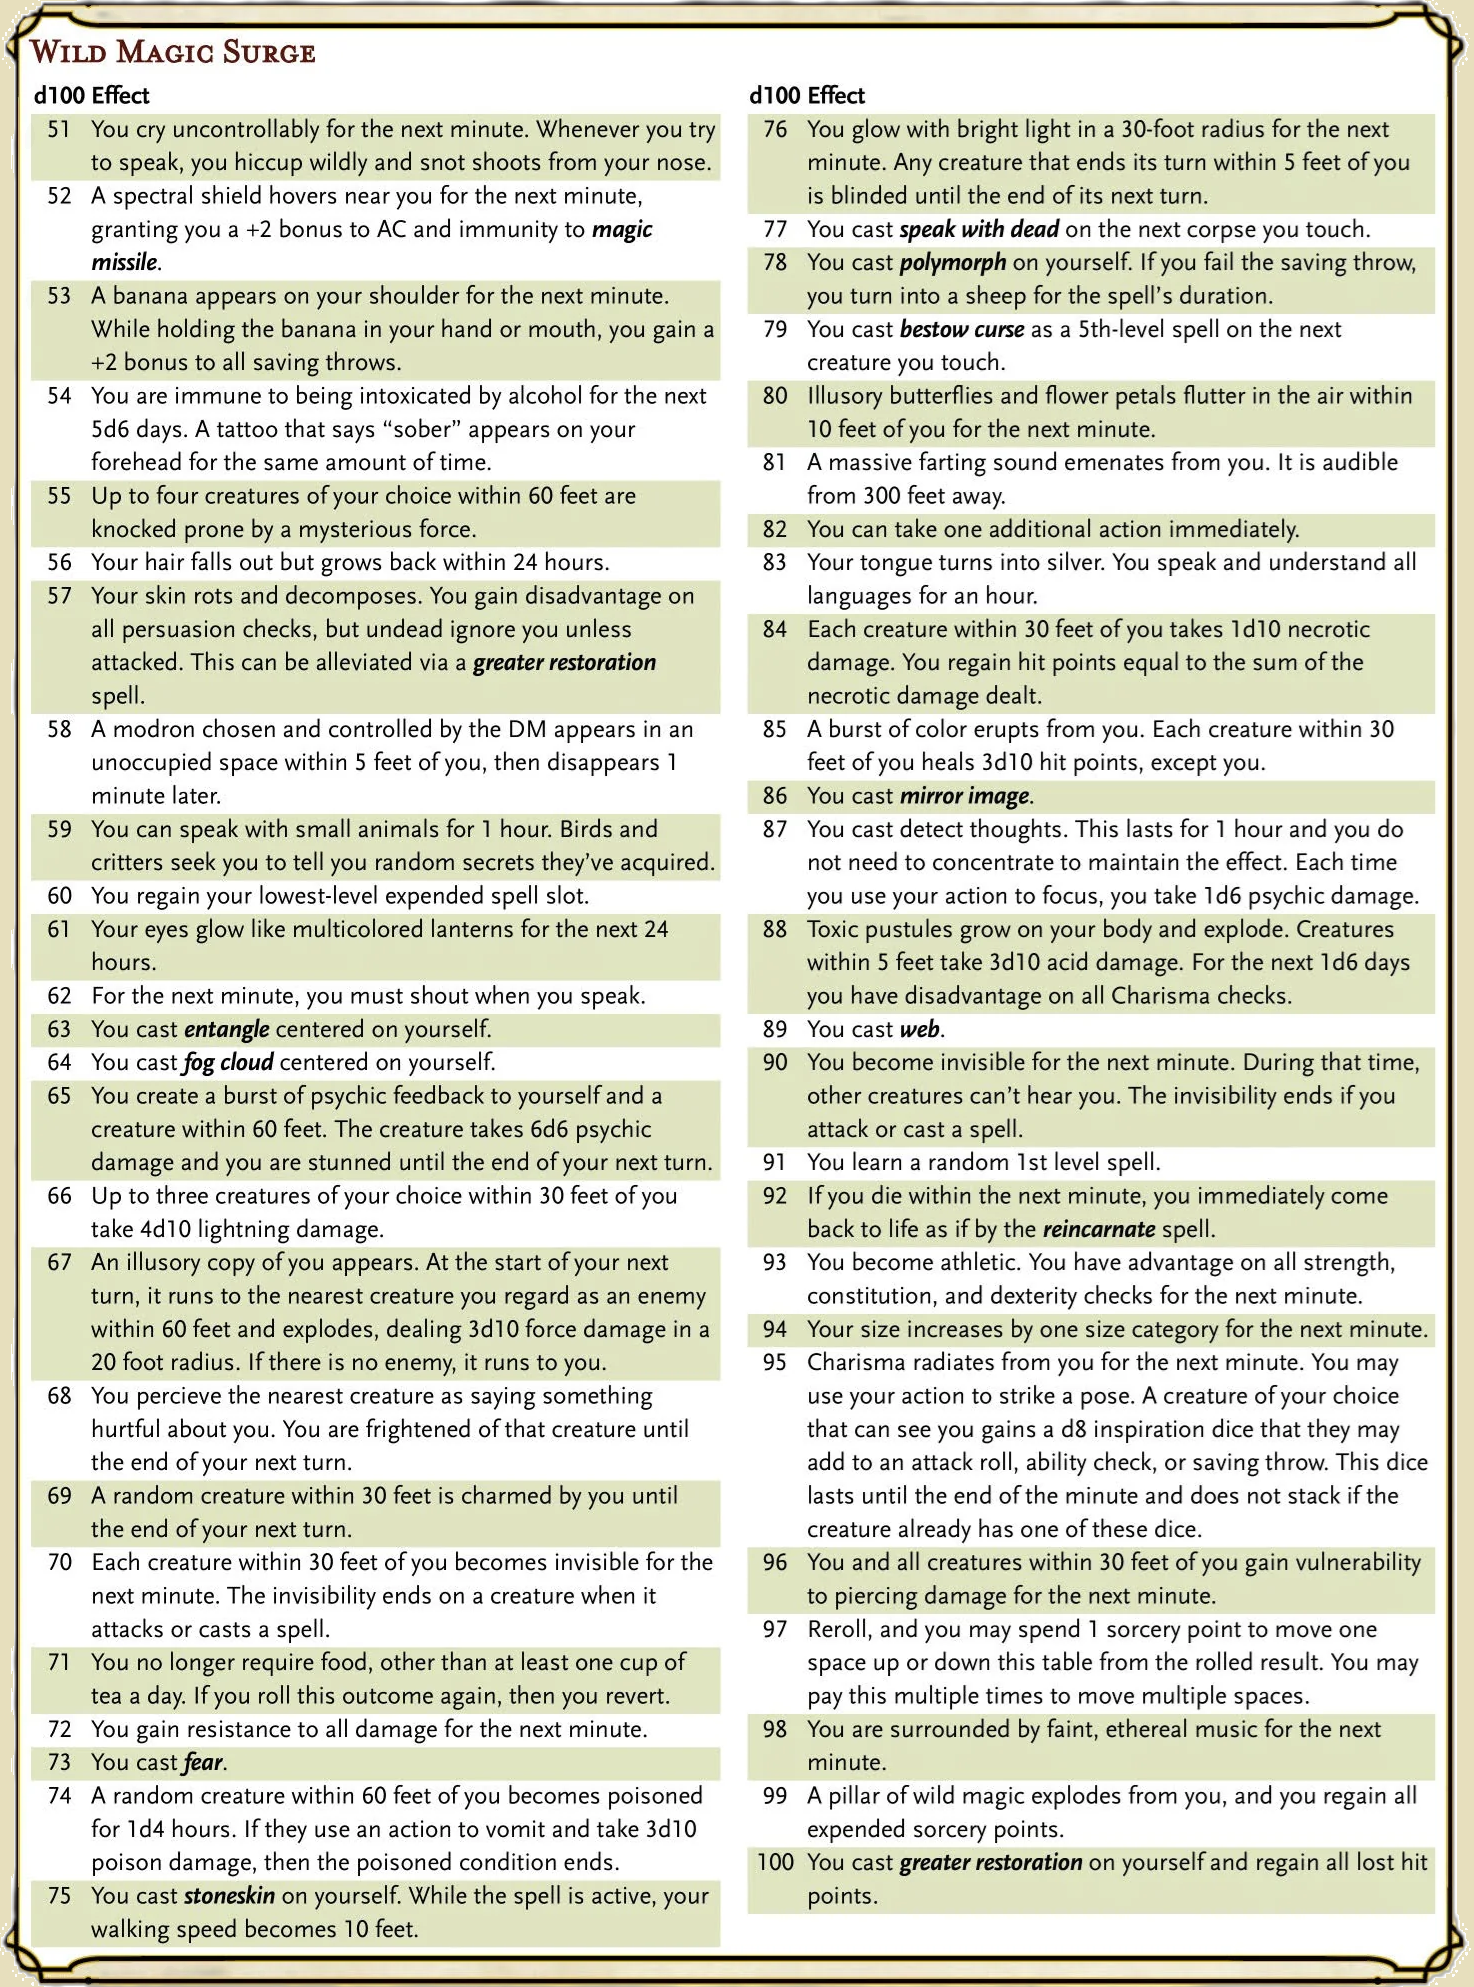 Wild Magic Surge
d100 Effect
51 You cry uncontrollably for the next minute. Whenever you try
to speak, you hiccup wildly and snot shoots from your nose.
52 A spectral shield hovers near you for the next minute,
granting you a +2 bonus to AC and immunity to magic
missile.
53 A banana appears on your shoulder for the next minute.
While holding the banana in your hand or mouth, you gain a
+2 bonus to all saving throws.
54 You are immune to being intoxicated by alcohol for the next
5d6 days. A tattoo that says “sober” appears on your
forehead for the same amount of time.
55 Up to four creatures of your choice within 60 feet are
knocked prone by a mysterious force.
56 Your hair falls out but grows back within 24 hours.
57 Your skin rots and decomposes. You gain disadvantage on
all persuasion checks, but undead ignore you unless
attacked. This can be alleviated via a greater restoration
spell.
58 A modron chosen and controlled by the DM appears in an
unoccupied space within 5 feet of you, then disappears 1
minute later.
59 You can speak with small animals for 1 hour. Birds and
critters seek you to tell you random secrets they’ve acquired.
60 You regain your lowest-level expended spell slot.
61 Your eyes glow like multicolored lanterns for the next 24
hours.
62 For the next minute, you must shout when you speak.
63 You cast entangle centered on yourself.
64 You cast fog cloud centered on yourself.
65 You create a burst of psychic feedback to yourself and a
creature within 60 feet. The creature takes 6d6 psychic
damage and you are stunned until the end of your next turn.
66 Up to three creatures of your choice within 30 feet of you
take 4d10 lightning damage.
67 An illusory copy of you appears. At the start of your next
turn, it runs to the nearest creature you regard as an enemy
within 60 feet and explodes, dealing 3d10 force damage in a
20 foot radius. If there is no enemy, it runs to you.
68 You percieve the nearest creature as saying something
hurtful about you. You are frightened of that creature until
the end of your next turn.
69 A random creature within 30 feet is charmed by you until
the end of your next turn.
70 Each creature within 30 feet of you becomes invisible for the
next minute. The invisibility ends on a creature when it
attacks or casts a spell.
71 You no longer require food, other than at least one cup of
tea a day. If you roll this outcome again, then you revert.
72 You gain resistance to all damage for the next minute.
73 You cast fear.
74 A random creature within 60 feet of you becomes poisoned
for 1d4 hours. If they use an action to vomit and take 3d10
poison damage, then the poisoned condition ends.
75 You cast stoneskin on yourself. While the spell is active, your
walking speed becomes 10 feet.
d100 Effect
76 You glow with bright light in a 30-foot radius for the next
minute. Any creature that ends its turn within 5 feet of you
is blinded until the end of its next turn.
77 You cast speak with dead on the next corpse you touch.
78 You cast polymorph on yourself. If you fail the saving throw,
you turn into a sheep for the spell’s duration.
79 You cast bestow curse as a 5th-level spell on the next
creature you touch.
80 Illusory butterflies and flower petals flutter in the air within
10 feet of you for the next minute.
81 A massive farting sound emenates from you. It is audible
from 300 feet away.
82 You can take one additional action immediately.
83 Your tongue turns into silver. You speak and understand all
languages for an hour.
84 Each creature within 30 feet of you takes 1d10 necrotic
damage. You regain hit points equal to the sum of the
necrotic damage dealt.
85 A burst of color erupts from you. Each creature within 30
feet of you heals 3d10 hit points, except you.
86 You cast mirror image.
87 You cast detect thoughts. This lasts for 1 hour and you do
not need to concentrate to maintain the effect. Each time
you use your action to focus, you take 1d6 psychic damage.
88 Toxic pustules grow on your body and explode. Creatures
within 5 feet take 3d10 acid damage. For the next 1d6 days
you have disadvantage on all Charisma checks.
89 You cast web.
90 You become invisible for the next minute. During that time,
other creatures can’t hear you. The invisibility ends if you
attack or cast a spell.
91 You learn a random 1st level spell.
92 If you die within the next minute, you immediately come
back to life as if by the reincarnate spell.
93 You become athletic. You have advantage on all strength,
constitution, and dexterity checks for the next minute.
94 Your size increases by one size category for the next minute.
95 Charisma radiates from you for the next minute. You may
use your action to strike a pose. A creature of your choice
that can see you gains a d8 inspiration dice that they may
add to an attack roll, ability check, or saving throw. This dice
lasts until the end of the minute and does not stack if the
creature already has one of these dice.
96 You and all creatures within 30 feet of you gain vulnerability
to piercing damage for the next minute.
97 Reroll, and you may spend 1 sorcery point to move one
space up or down this table from the rolled result. You may
pay this multiple times to move multiple spaces.
98 You are surrounded by faint, ethereal music for the next
minute.
99 A pillar of wild magic explodes from you, and you regain all
expended sorcery points.
100 You cast greater restoration on yourself and regain all lost hit
points.